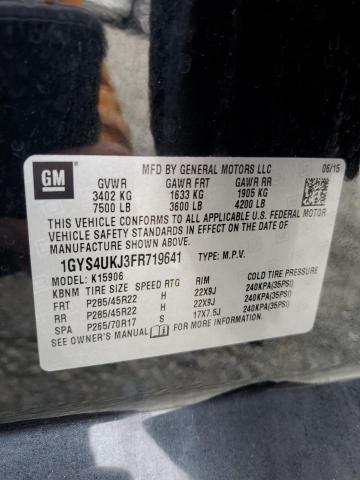 GM
MFD BY GENERAL MOTORS LLC 06/15
GVWR GAWR FRT GAWR RR
3402 KG 1633 KG 1905 KG
7500 LB 3600 LB 4200 LB
THIS VEHICLE CONFORMS TO ALL APPLICABLE U.S. FEDERAL MOTOR
VEHICLE SAFETY AND THEFT PREVENTION STANDARDS IN EFFECT ON THE DATE OF
MANUFACTURE SHOWN ABOVE.
1GYS4UKJ3FR719641 TYPE: M.P.V.
MODEL: K15906
KBNM TIRE SIZE SPEED RTG RIM COLD TIRE PRESSURE
FRT P285/45R22 H 22X9J 240KPA(35PSI)
RR P285/45R22 H 22X9J 240KPA(35PSI)
SPA P265/70R17 S 17X7.5J 240KPA(35PSI)
SEE OWNER'S MANUAL FOR ADDITIONAL INFORMATION.